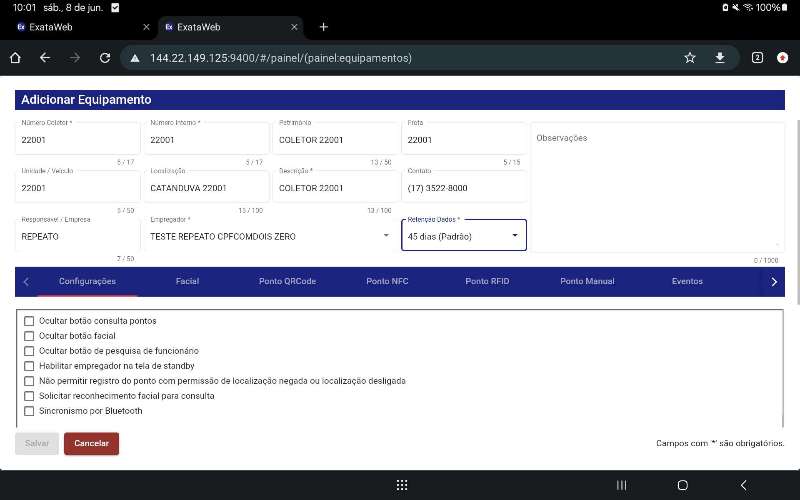 10:01 sáb., 8 de jun.
100%
ExataWeb
ExataWeb
144.22.149.125:9400/#/painel/(painel:equipamentos)
2
Adicionar Equipamento
Número Coletor * Número Interno * Patrimônio Frota
22001 22001 COLETOR 22001 22001 Observações
5 / 17 5 / 17 13 / 50 5 / 15
Unidade / Veículo Localização Descrição * Contato
22001 CATANDUVA 22001 COLETOR 22001 (17) 3522-8000
5 / 50 15 / 100 13 / 100
Responsável / Empresa Empregador * Retenção Dados *
REPEATO TESTE REPEATO CPFCOMDOIS ZERO 45 dias (Padrão)
7 / 50 0 / 1000
Configurações Facial Ponto QRCode Ponto NFC Ponto RFID Ponto Manual Eventos
Ocultar botão consulta pontos
Ocultar botão facial
Ocultar botão de pesquisa de funcionário
Habilitar empregador na tela de standby
Não permitir registro do ponto com permissão de localização negada ou localização desligada
Solicitar reconhecimento facial para consulta
Sincronismo por Bluetooth
Salvar Cancelar Campos com '*' são obrigatórios.